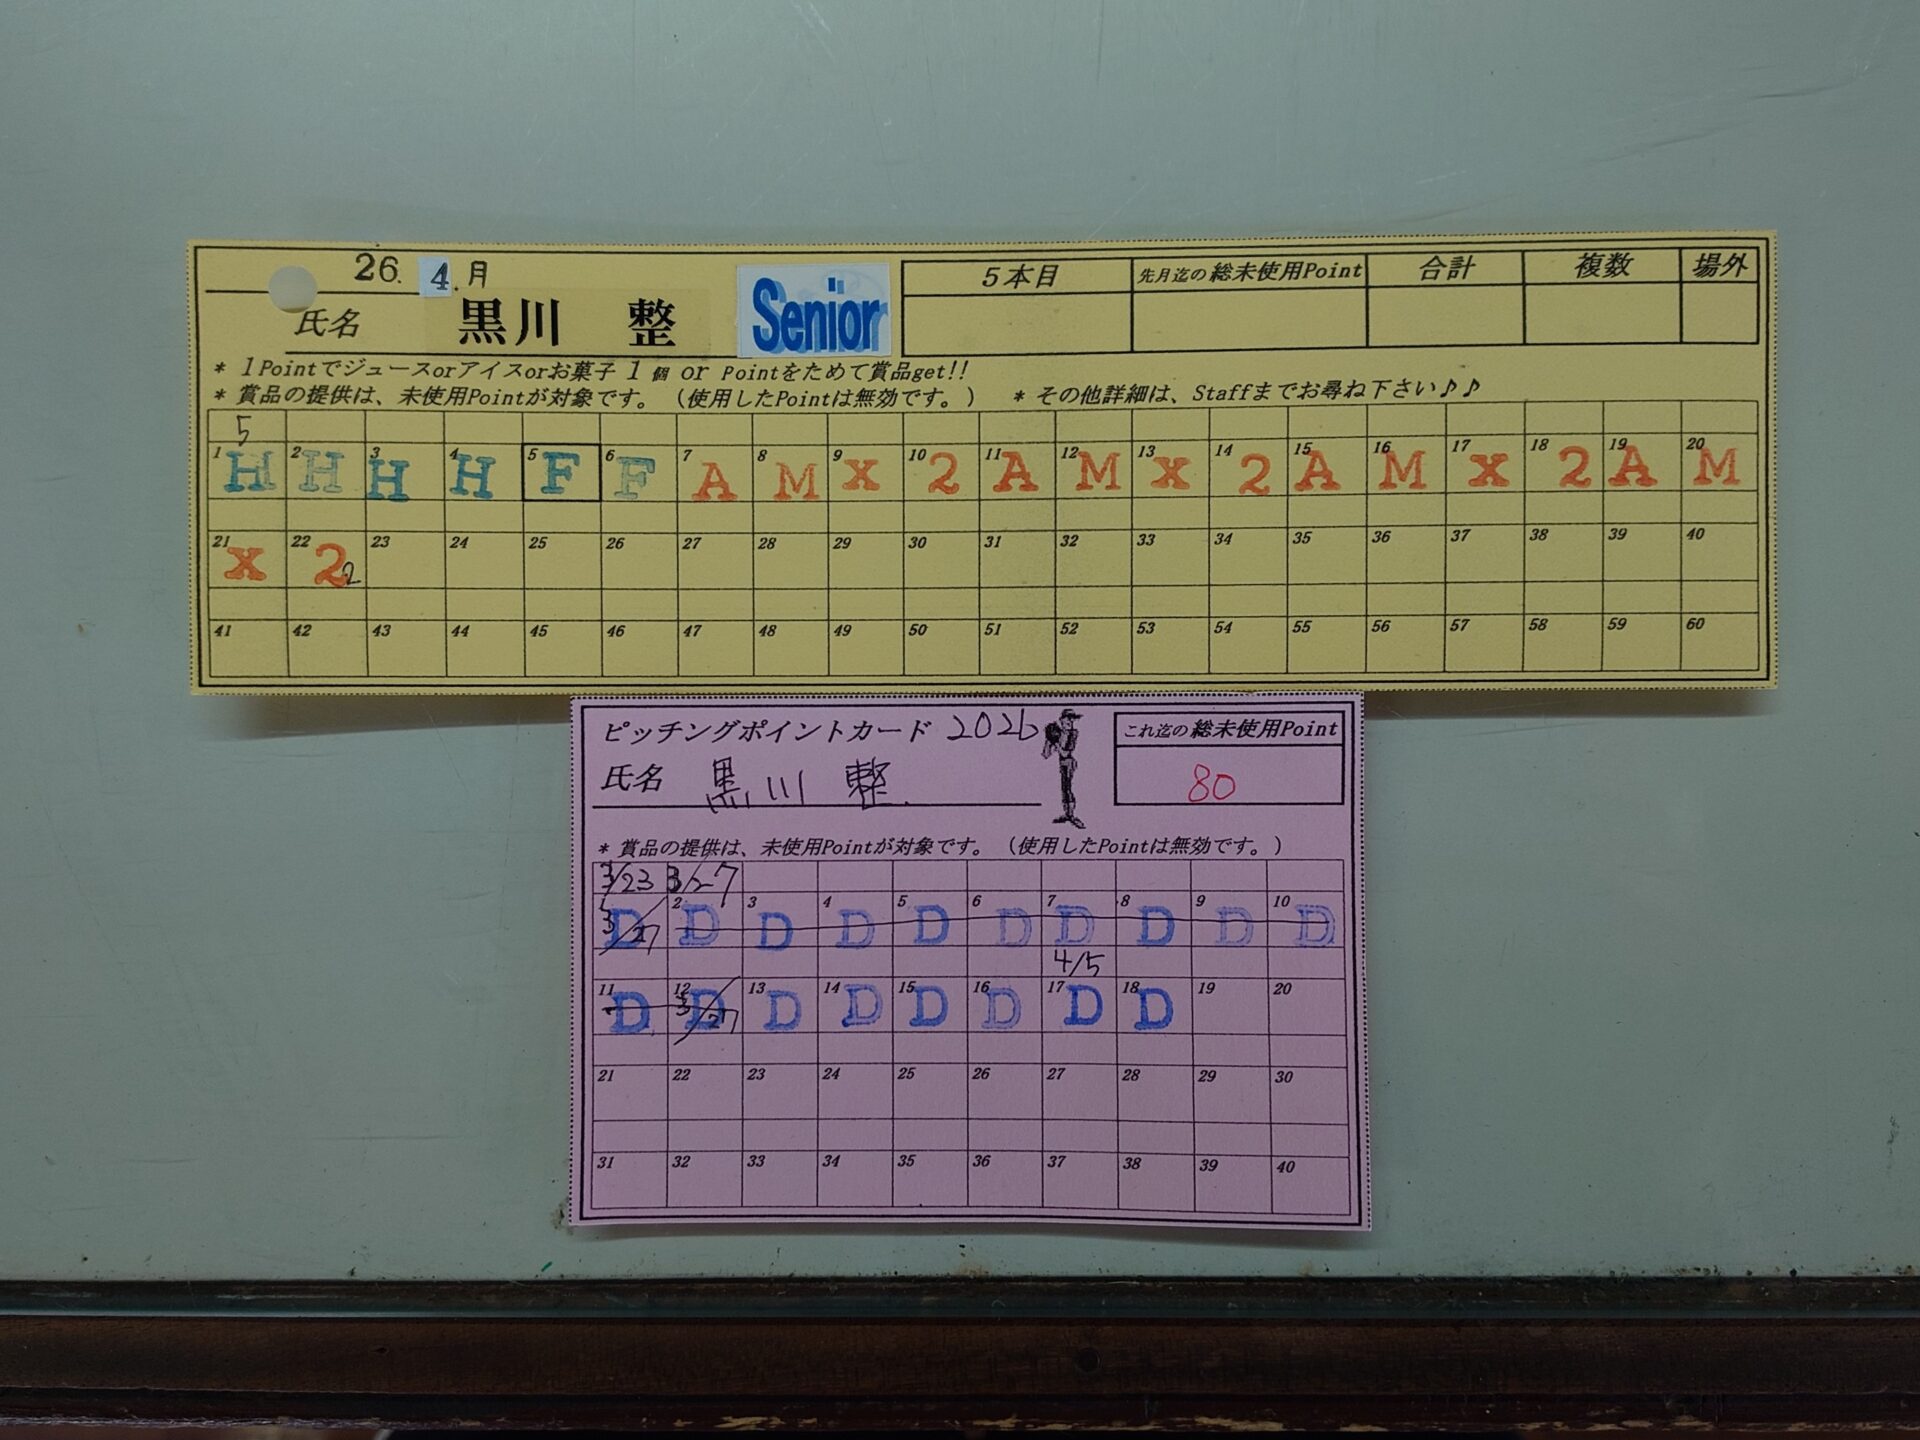 26. 4.月
氏名 黒川 整 Senior
5本目 先月迄の総未使用Point 合計 複数 場外
* 1Pointでジュースorアイスorお菓子1個 or Pointをためて賞品get!!
* 賞品の提供は、未使用Pointが対象です。（使用したPointは無効です。） * その他詳細は、Staffまでお尋ね下さい♪♪
5
1 H 2 H 3 H 4 H 5 F 6 F 7 A 8 M 9 X 10 2 11 A 12 M 13 X 14 2 15 A 16 M 17 X 18 2 19 A 20 M
21 X 22 2 2 23 24 25 26 27 28 29 30 31 32 33 34 35 36 37 38 39 40
41 42 43 44 45 46 47 48 49 50 51 52 53 54 55 56 57 58 59 60
ピッチングポイントカード 2026
氏名 黒川 整.
これ迄の総未使用Point
80
* 賞品の提供は、未使用Pointが対象です。（使用したPointは無効です。）
3/23 3/27
D 3/27 2 D 3 D 4 D 5 D 6 D 7 D 8 D 9 D 10 D
4/5
11 D 12 D 3/27 13 D 14 D 15 D 16 D 17 D 18 D 19 20
21 22 23 24 25 26 27 28 29 30
31 32 33 34 35 36 37 38 39 40